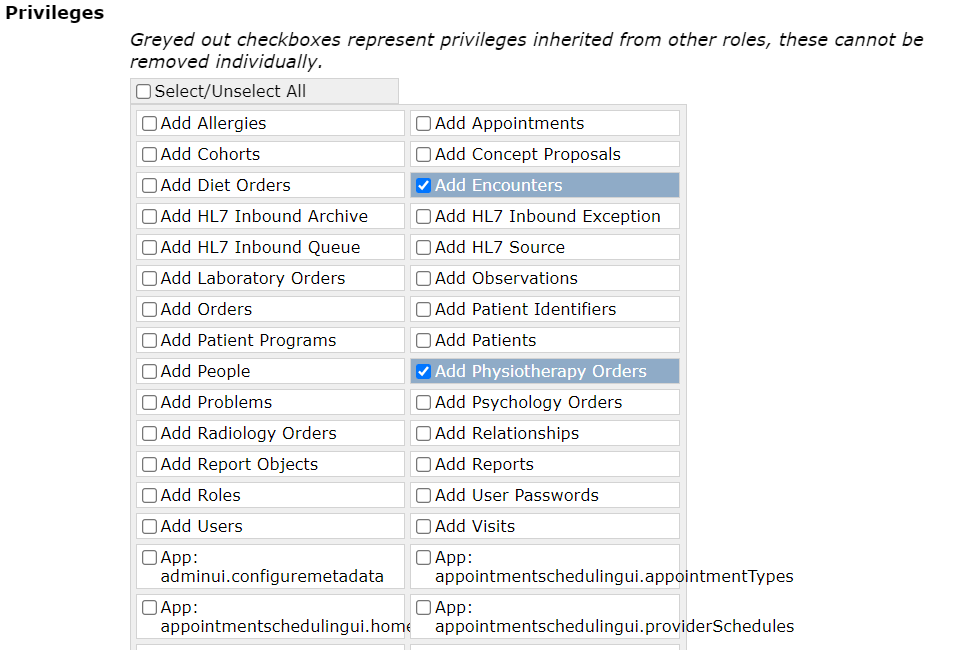 Privileges
Greyed out checkboxes represent privileges inherited from other roles, these cannot be
removed individually.
Select/Unselect All
Add Allergies
Add Appointments
Add Cohorts
Add Concept Proposals
Add Diet Orders
Add Encounters
Add HL7 Inbound Archive
Add HL7 Inbound Exception
Add HL7 Inbound Queue
Add HL7 Source
Add Laboratory Orders
Add Observations
Add Orders
Add Patient Identifiers
Add Patient Programs
Add Patients
Add People
Add Physiotherapy Orders
Add Problems
Add Psychology Orders
Add Radiology Orders
Add Relationships
Add Report Objects
Add Reports
Add Roles
Add User Passwords
Add Users
Add Visits
App:
adminui.configuremetadata
App:
appointmentschedulingui.appointmentTypes
App:
appointmentschedulingui.home
App:
appointmentschedulingui.providerSchedules